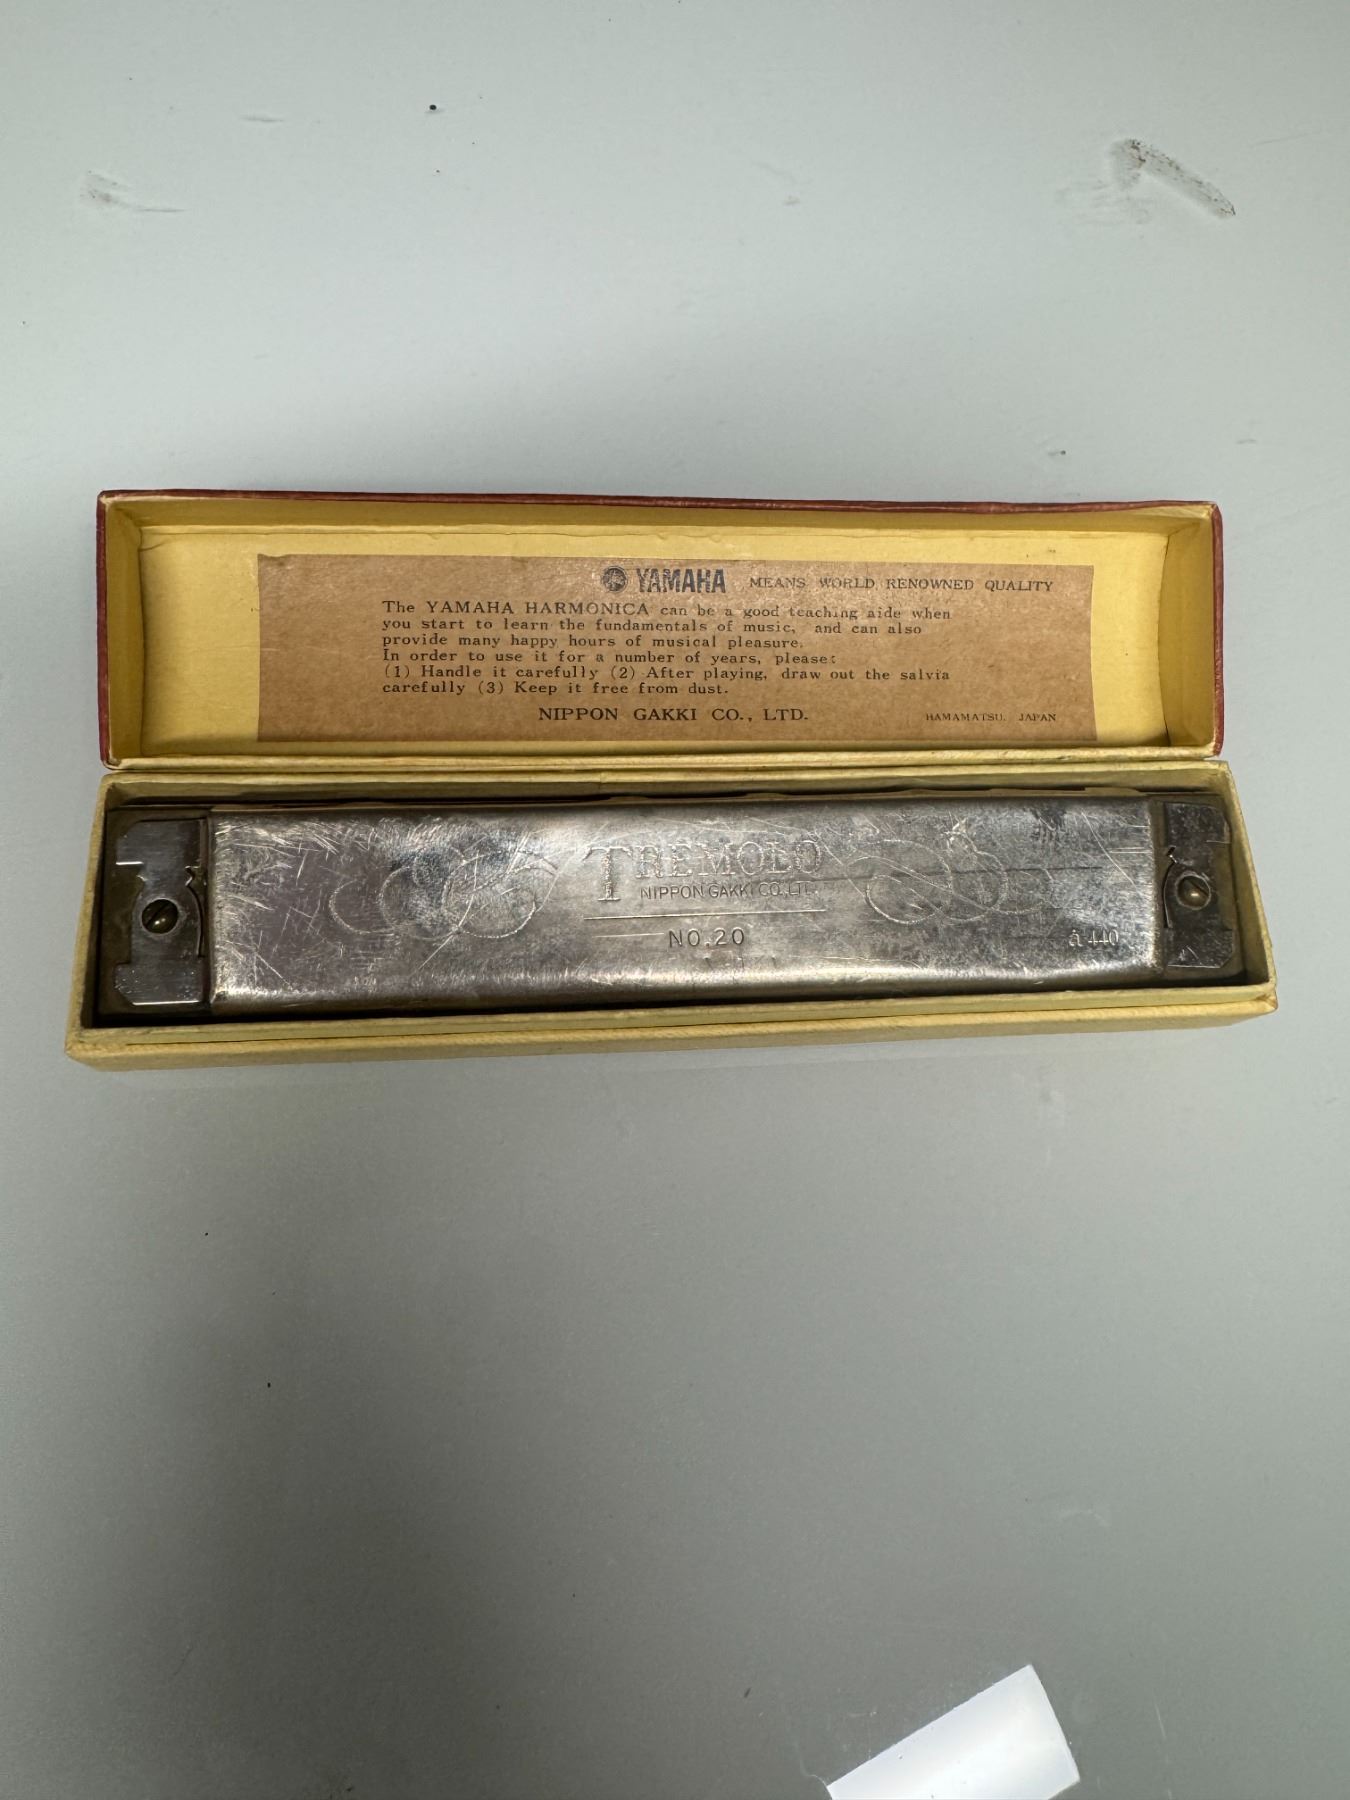 YAMAHA MEANS WORLD RENOWNED QUALITY
The YAMAHA HARMONICA can be a good teaching aide when
you start to learn the fundamentals of music, and can also
provide many happy hours of musical pleasure.
In order to use it for a number of years, please:
(1) Handle it carefully (2) After playing, draw out the salvia
carefully (3) Keep it free from dust.
NIPPON GAKKI CO., LTD. HAMAMATSU, JAPAN
TREMOLO
NIPPON GAKKI CO., LTD.
NO.20
a 440